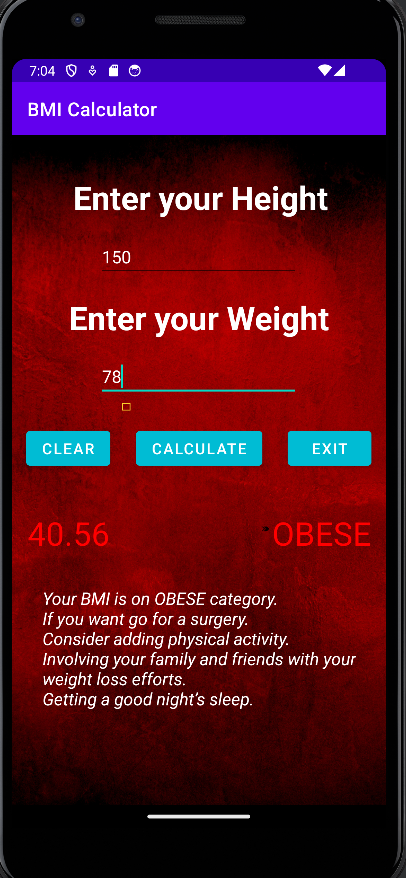 7:04
BMI Calculator
Enter your Height
150
Enter your Weight
78
CLEAR CALCULATE EXIT
40.56 *OBESE
Your BMI is on OBESE category.
If you want go for a surgery.
Consider adding physical activity.
Involving your family and friends with your
weight loss efforts.
Getting a good night's sleep.